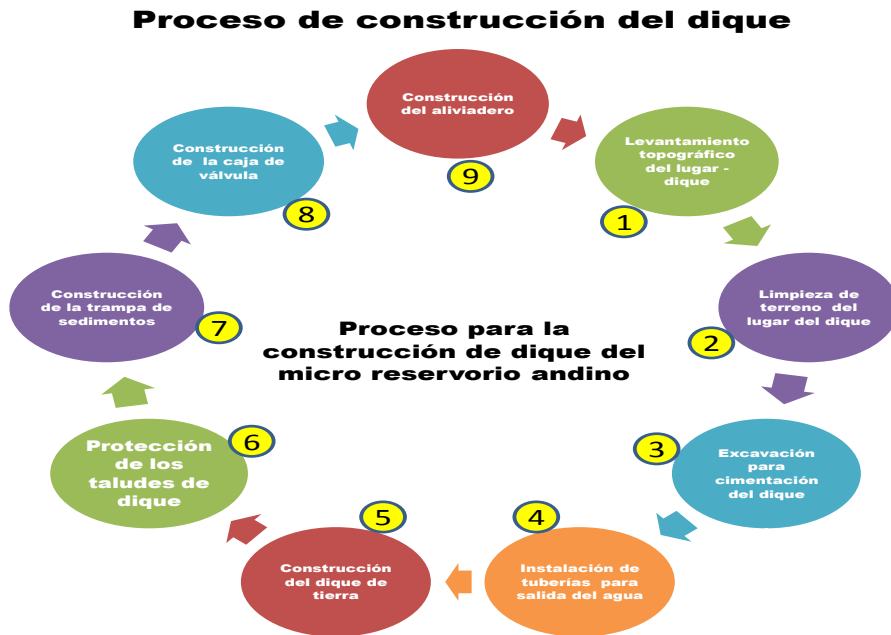 Proceso de construcción del dique
Construcción
del aliviadero
9
Levantamiento
topográfico
del lugar -
dique
1
Limpieza de
terreno del
lugar del dique
2
Excavación
para
cimentación
del dique
3
Instalación de
tuberías para
salida del agua
4
Construcción
del dique de
tierra
5
Protección
de los
taludes de
dique
6
Construcción
de la trampa de
sedimentos
7
Construcción
de la caja de
válvula
8
Proceso para la
construcción de dique del
micro reservorio andino